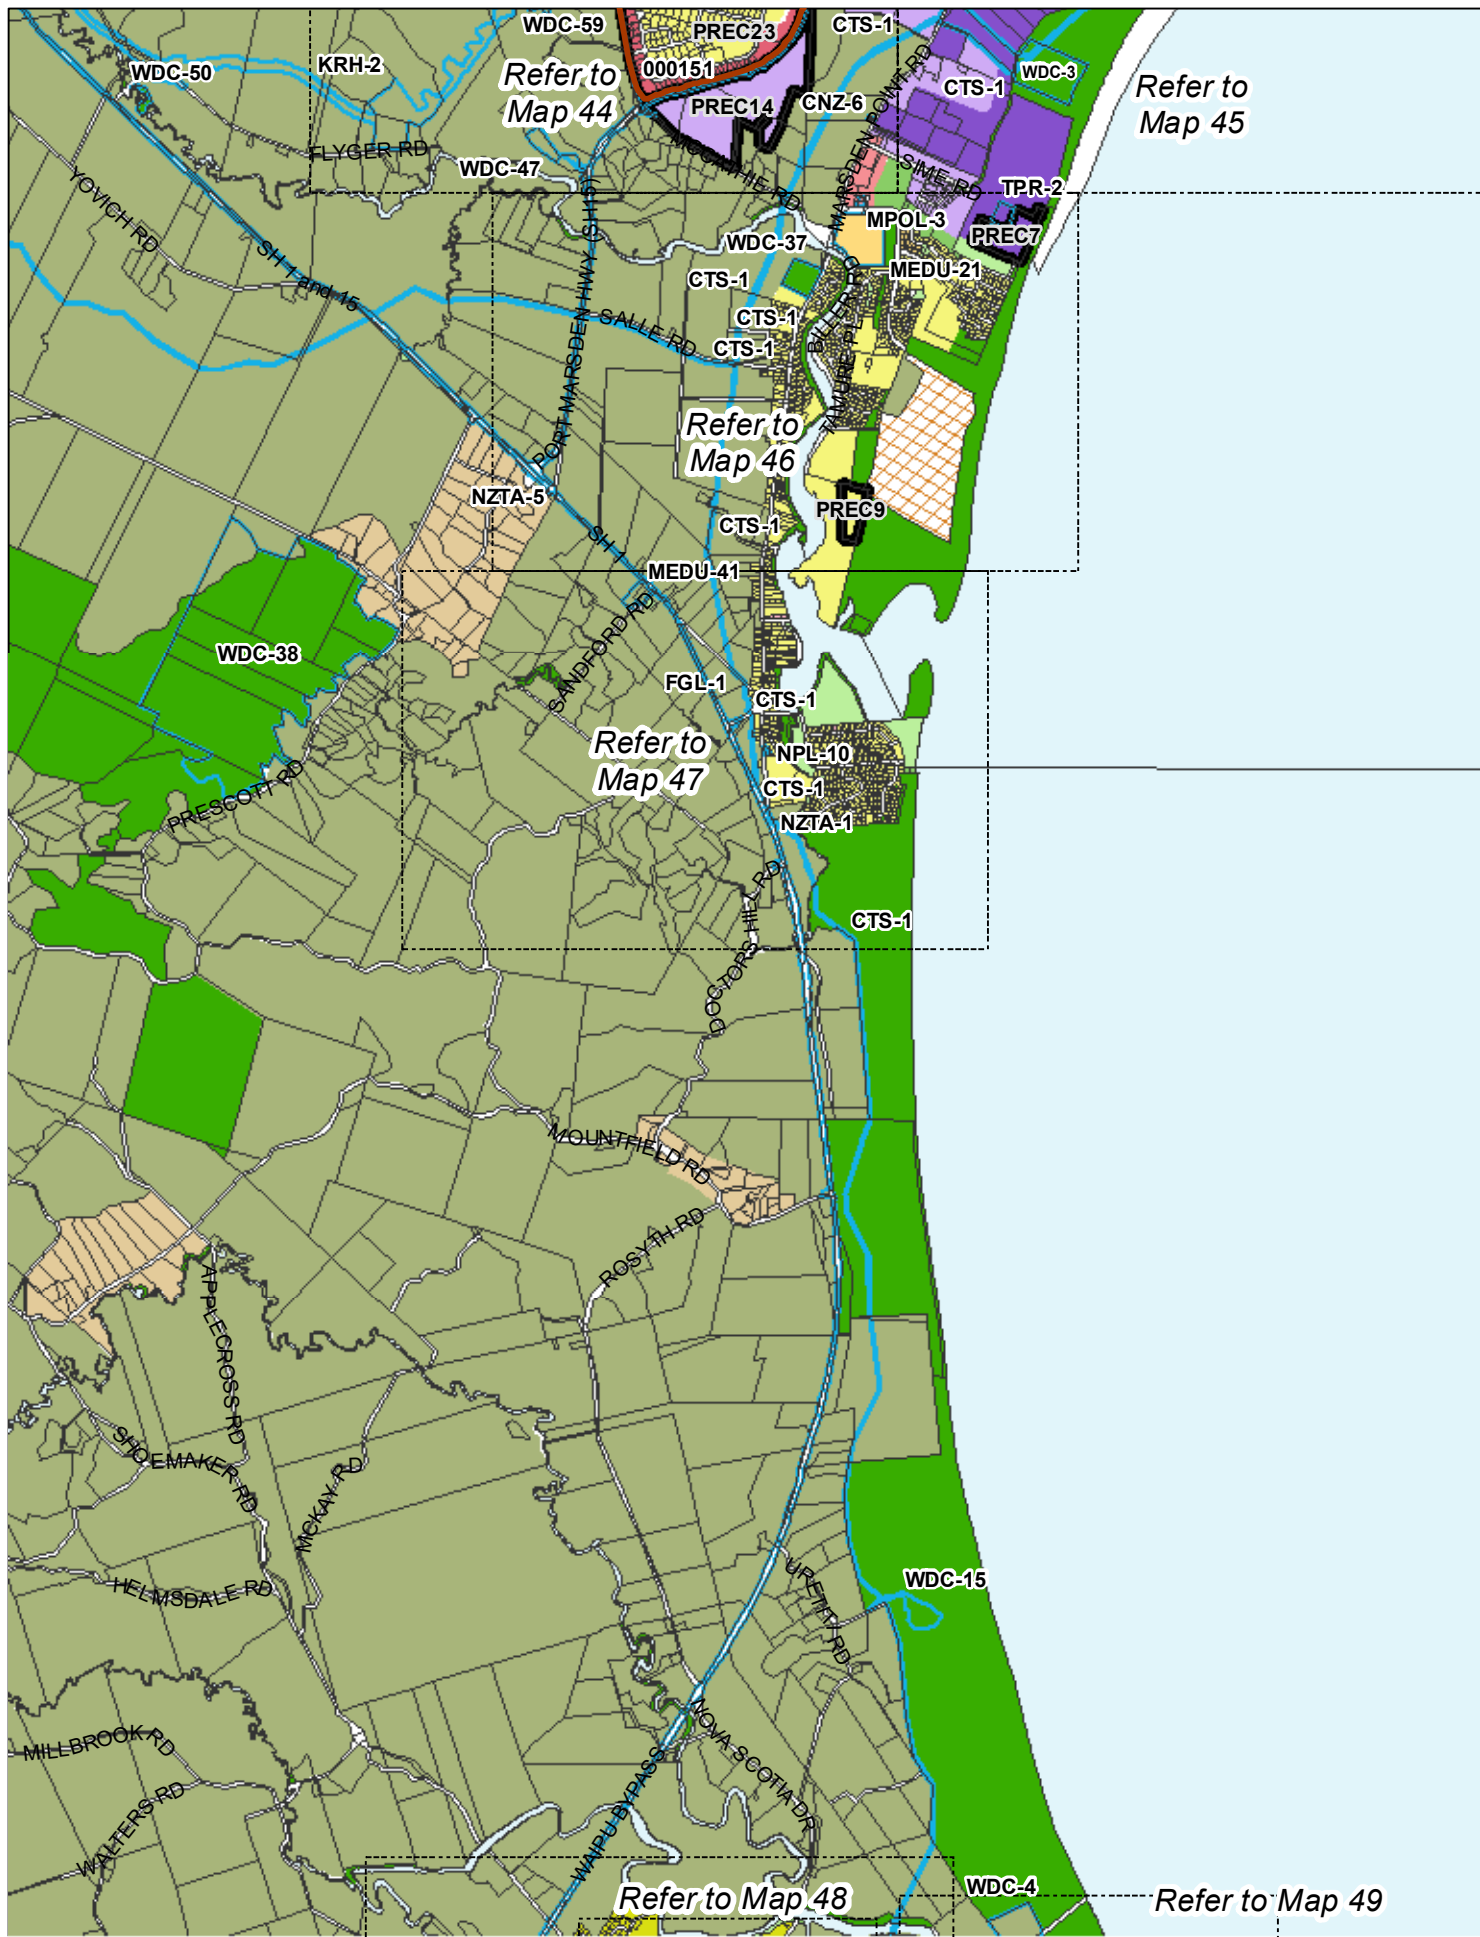 WDC-59
PREC23
CTS-1
WDC-50
KRH-2
000151
Refer to
Map 44
PREC14
CNZ-6
CTS-1
WDC-3
Refer to
Map 45
MARSDEN POINT RD
FLYGER RD
WDC-47
MCCATHIE RD
SIME RD
TPR-2
YOVICH RD
MPOL-3
PREC7
WDC-37
SH 1 and 15
PORT MARSDEN HWY (SH15)
CTS-1
MEDU-21
CTS-1
SALLE RD
CTS-1
TAMURE PL
Refer to
Map 46
NZTA-5
PREC9
CTS-1
SH 1
MEDU-41
SANDFORD RD
WDC-38
FGL-1
CTS-1
Refer to
Map 47
NPL-10
CTS-1
PRESCOTT RD
NZTA-1
DOCTORS HILL RD
CTS-1
MOUNTFIELD RD
ROSYTH RD
APPLECROSS RD
SHOEMAKER RD
MCKAY RD
HELMSDALE RD
URETITI RD
WDC-15
MILLBROOK RD
NOVA SCOTIA DR
WALTERS RD
WAIPU BYPASS
WDC-4
Refer to Map 48
Refer to Map 49